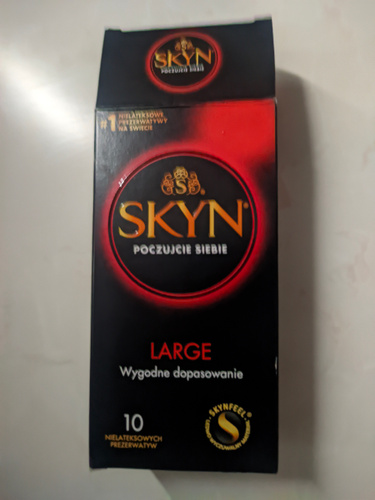 SKYN
POCZUJCIE SIEBIE
#1 NIELATEKSOWE
PREZERWATYWY
NA ŚWIECIE
S
SKYN®
POCZUJCIE SIEBIE
LARGE
Wygodne dopasowanie
10
NIELATEKSOWYCH
PREZERWATYW
SKYNFEEL®
S